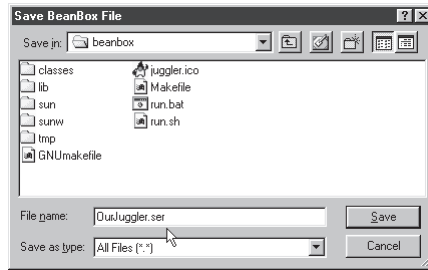 Save BeanBox File
Save in: beanbox
classes
lib
sun
sunw
tmp
GNUmakefile
juggler.ico
Makefile
run.bat
run.sh
File name: OurJuggler.ser
Save
Save as type: All Files (*.*)
Cancel